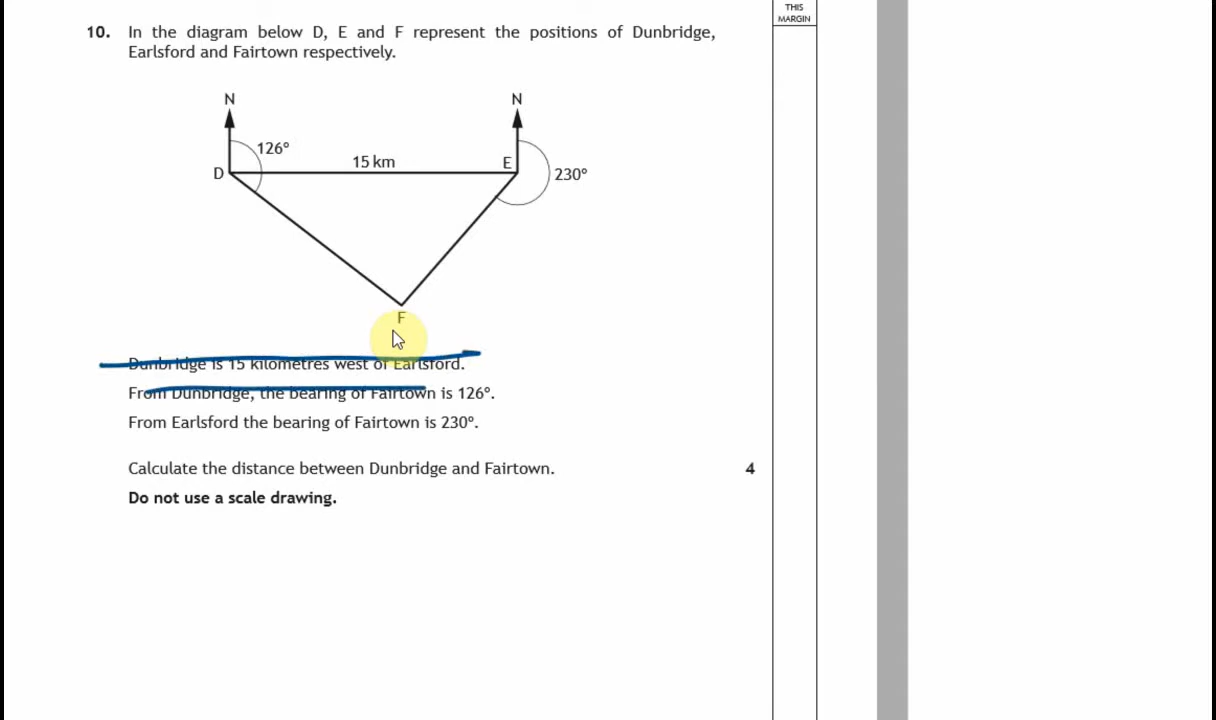 THIS
MARGIN
10. In the diagram below D, E and F represent the positions of Dunbridge,
Earlsford and Fairtown respectively.
N N
126°
15 km
D E 230°
F
Dunbridge is 15 kilometres west of Earlsford.
From Dunbridge, the bearing of Fairtown is 126°.
From Earlsford the bearing of Fairtown is 230°.
Calculate the distance between Dunbridge and Fairtown. 4
Do not use a scale drawing.